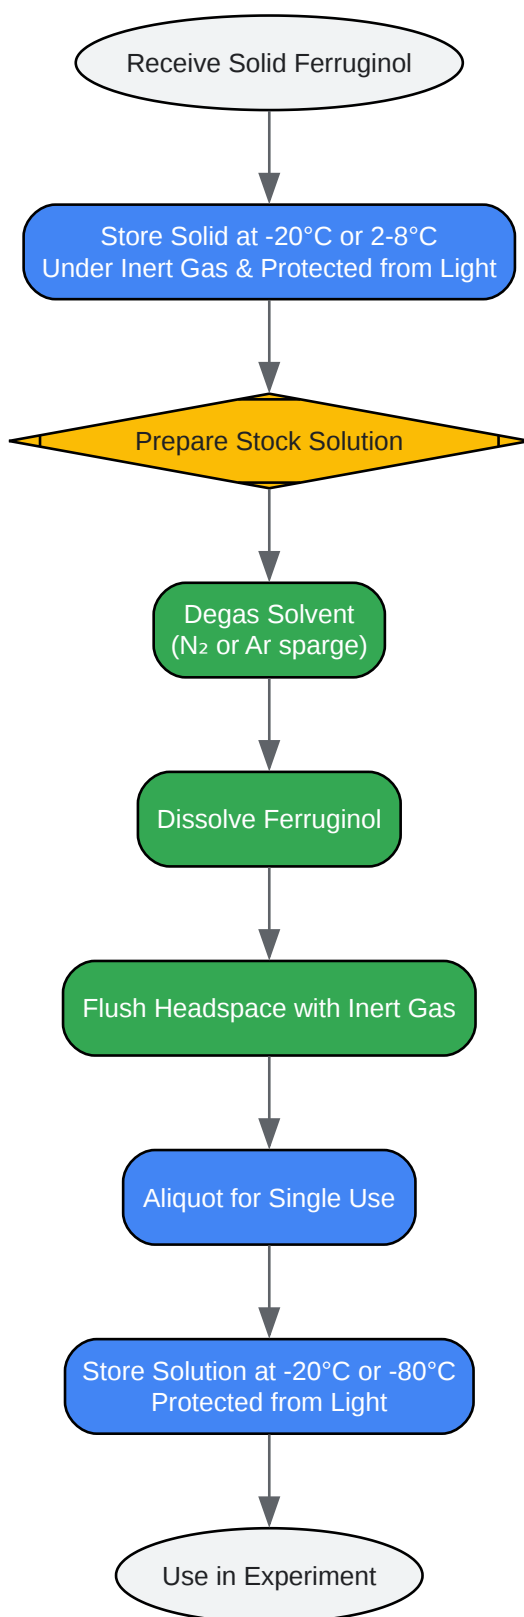 Receive Solid Ferruginol
Store Solid at -20°C or 2-8°C
Under Inert Gas & Protected from Light
Prepare Stock Solution
Degas Solvent
(N₂ or Ar sparge)
Dissolve Ferruginol
Flush Headspace with Inert Gas
Aliquot for Single Use
Store Solution at -20°C or -80°C
Protected from Light
Use in Experiment